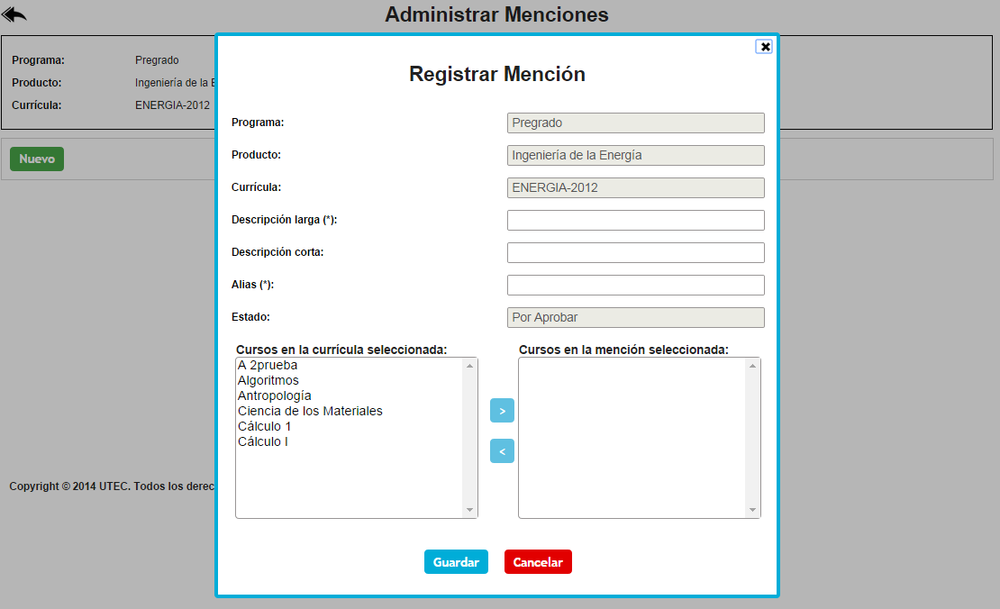 Administrar Menciones
Programa: Pregrado
Producto: Ingeniería de la
Currícula: ENERGIA-2012
Nuevo
Copyright © 2014 UTEC. Todos los
Registrar Mención
Programa: Pregrado
Producto: Ingeniería de la Energía
Currícula: ENERGIA-2012
Descripción larga (*):
Descripción corta:
Alias (*):
Estado: Por Aprobar
Cursos en la currícula seleccionada:
A 2prueba
Algoritmos
Antropología
Ciencia de los Materiales
Cálculo 1
Cálculo I
>
<
Cursos en la mención seleccionada:
Guardar Cancelar